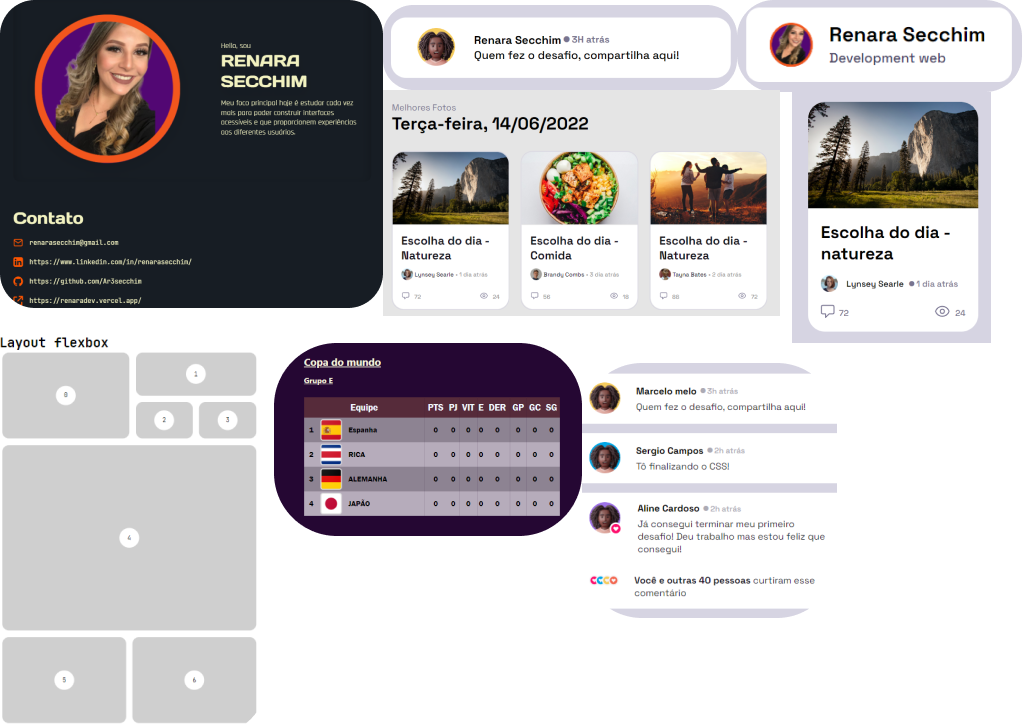 Hello, sou
RENARA
SECCHIM
Meu foco principal hoje é estudar cada vez
mais para poder construir interfaces
acessíveis e que proporcionem experiências
aos diferentes usuários.
Contato
renarasecchim@gmail.com
https://www.linkedin.com/in/renarasecchim/
https://github.com/Ar3secchim
https://renaradev.vercel.app/
Renara Secchim 3H atrás
Quem fez o desafio, compartilha aqui!
Renara Secchim
Development web
Melhores Fotos
Terça-feira, 14/06/2022
Escolha do dia -
Natureza
Lynsey Searle • 1 dia atrás
72 24
Escolha do dia -
Comida
Brandy Combs • 3 dia atrás
56 18
Escolha do dia -
Natureza
Tayna Bates • 2 dia atrás
88 72
Escolha do dia -
natureza
Lynsey Searle 1 dia atrás
72 24
Layout flexbox
0
1
2
3
4
5
6
Copa do mundo
Grupo E
Equipe PTS PJ VIT E DER GP GC SG
1 Espanha 0 0 0 0 0 0 0 0
2 RICA 0 0 0 0 0 0 0 0
3 ALEMANHA 0 0 0 0 0 0 0 0
4 JAPÃO 0 0 0 0 0 0 0 0
Marcelo melo 3h atrás
Quem fez o desafio, compartilha aqui!
Sergio Campos 2h atrás
Tô finalizando o CSS!
Aline Cardoso 2h atrás
Já consegui terminar meu primeiro
desafio! Deu trabalho mas estou feliz que
consegui!
Você e outras 40 pessoas curtiram esse
comentário